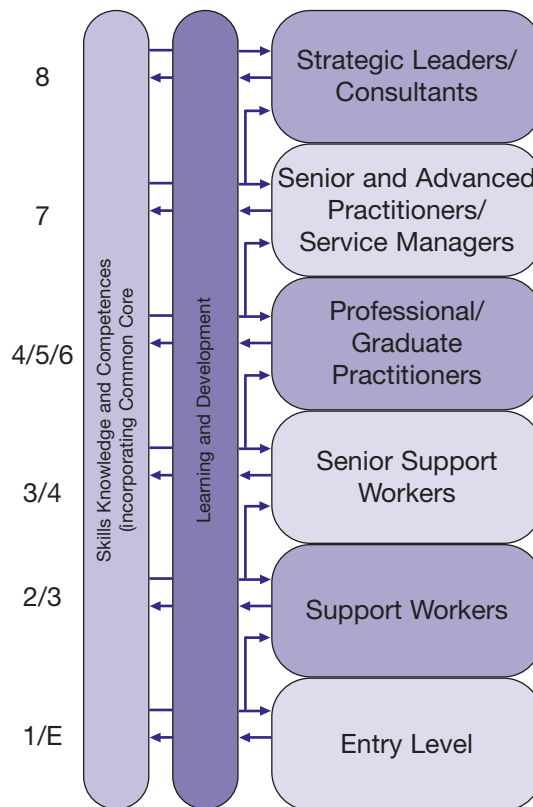 8
Strategic Leaders/
Consultants
7
Senior and Advanced
Practitioners/
Service Managers
4/5/6
Professional/
Graduate
Practitioners
3/4
Senior Support
Workers
2/3
Support Workers
1/E
Entry Level
Skills Knowledge and Competences
(incorporating Common Core
Learning and Development